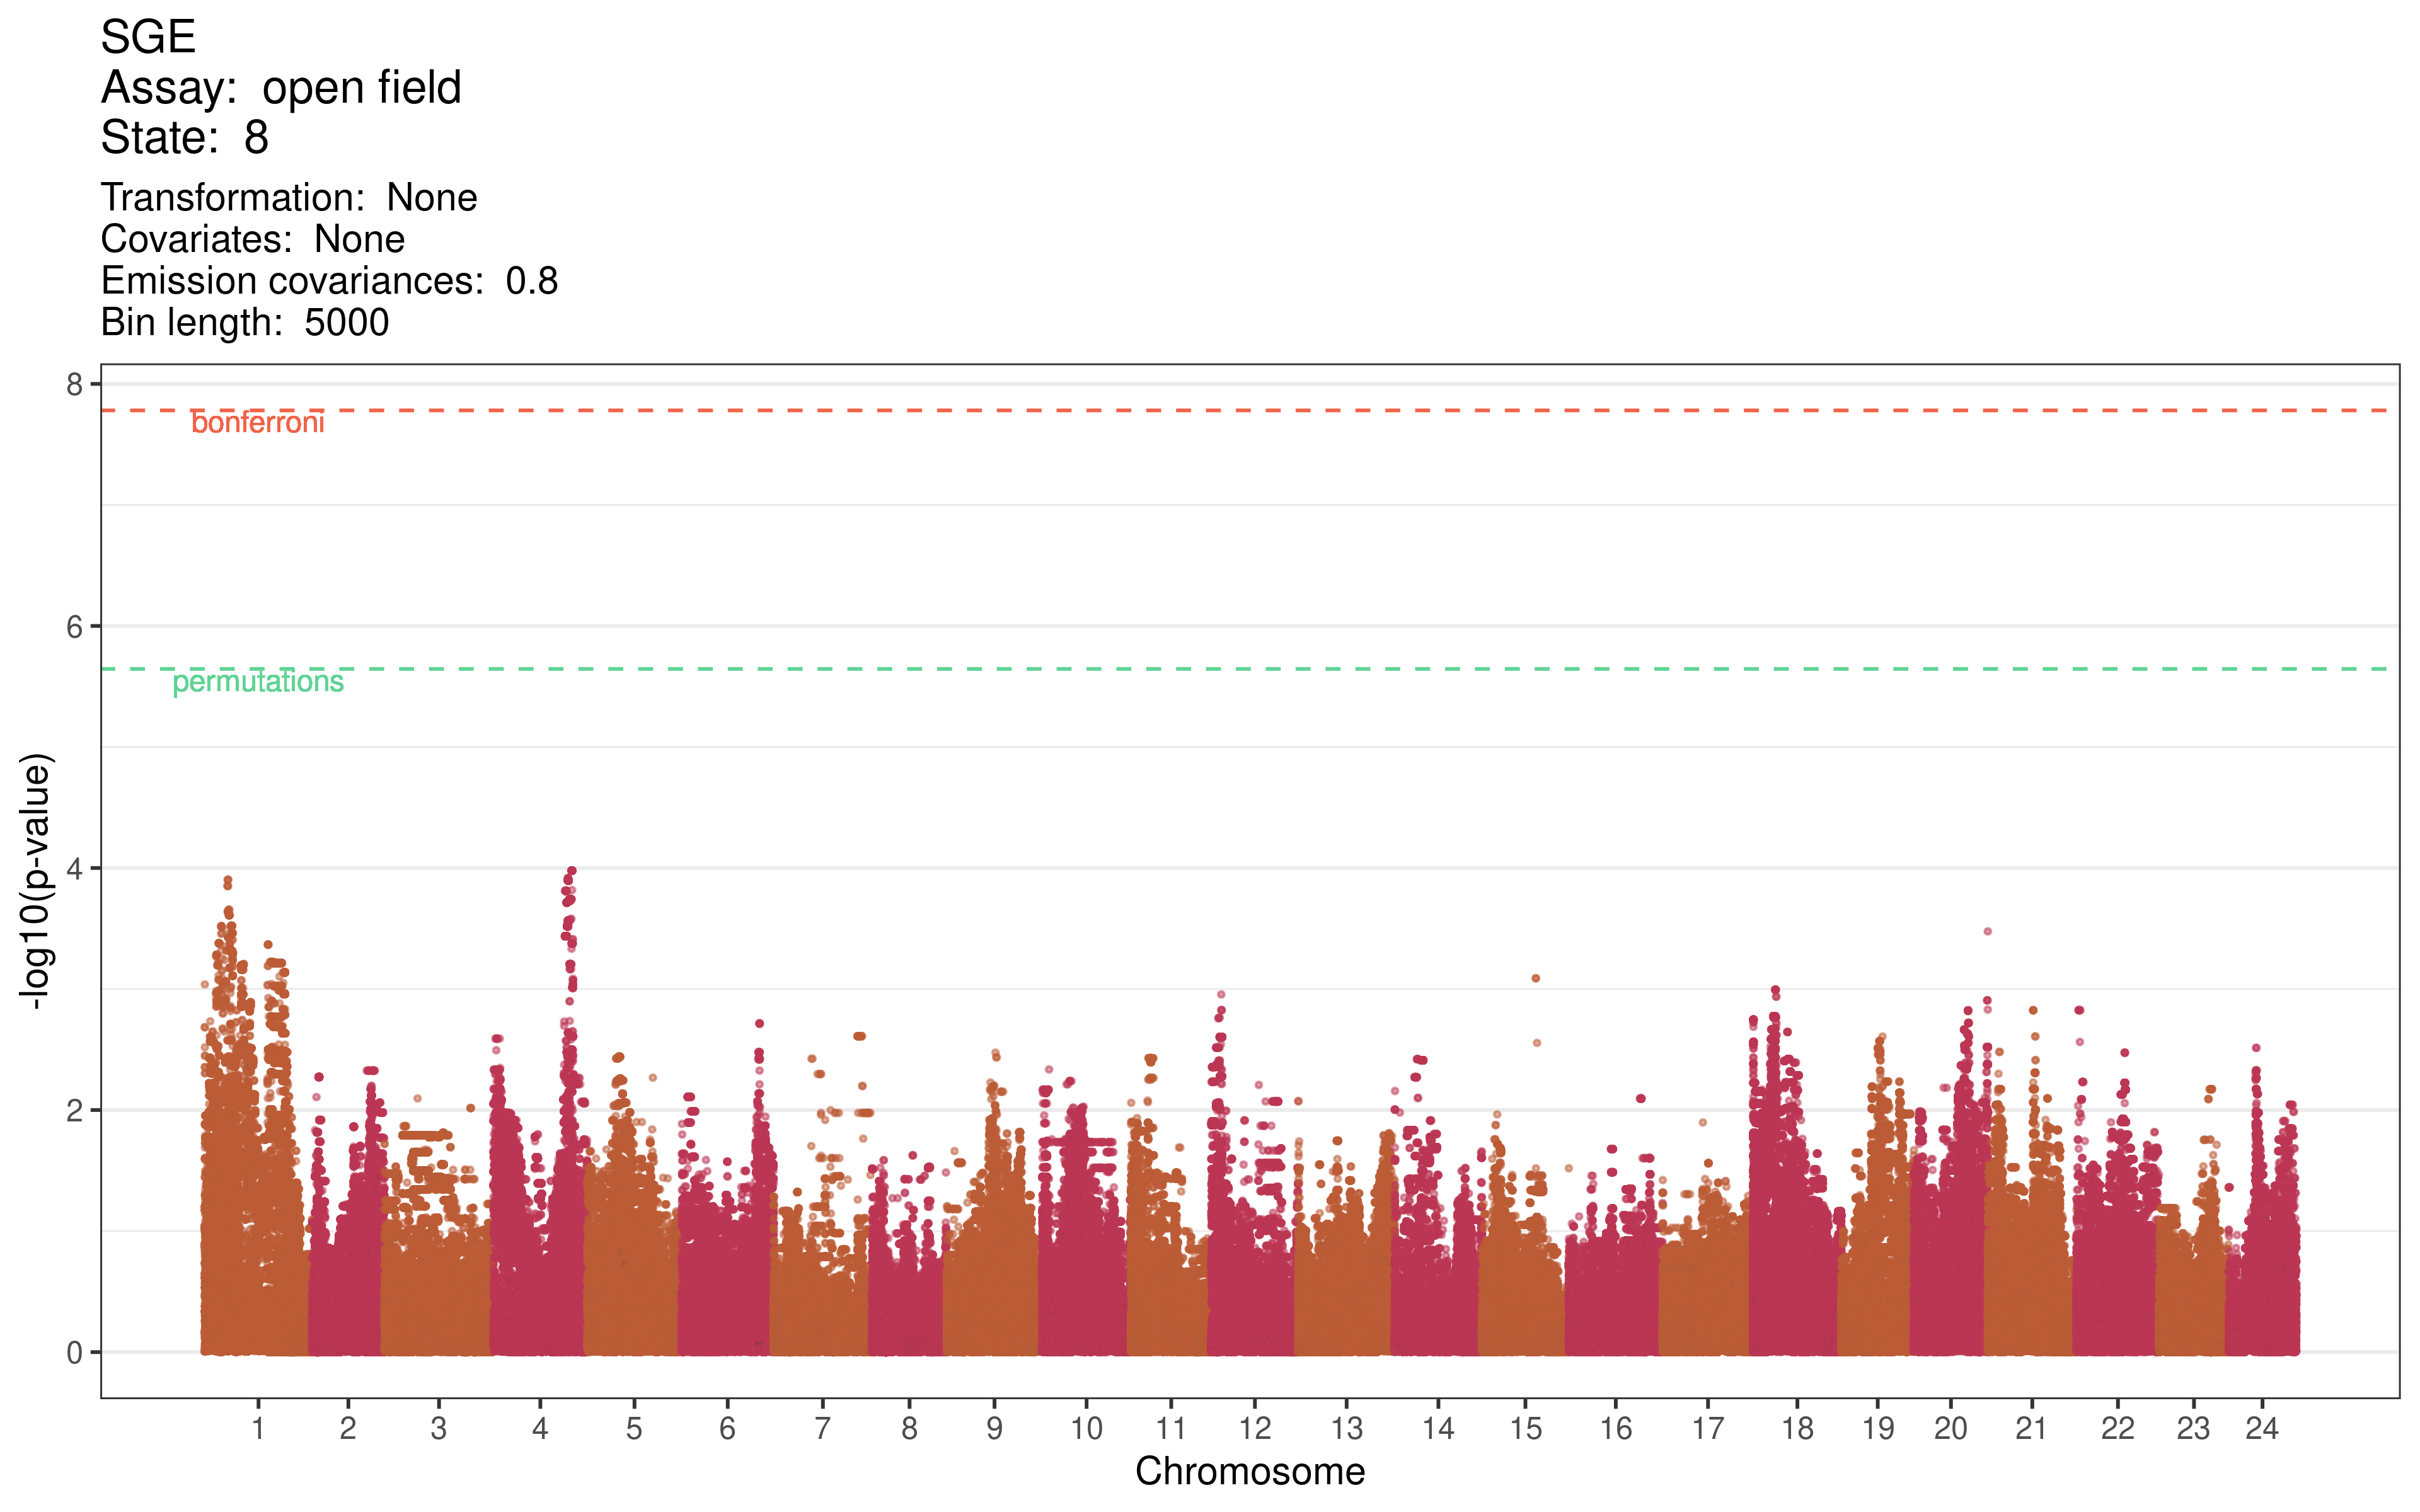 SGE
Assay:  open field
State:  8
Transformation:  None
Covariates:  None
Emission covariances:  0.8
Bin length:  5000
8
bonferroni
6
permutations
4
2
0
-log10(p-value)
1 2 3 4 5 6 7 8 9 10 11 12 13 14 15 16 17 18 19 20 21 22 23 24
Chromosome